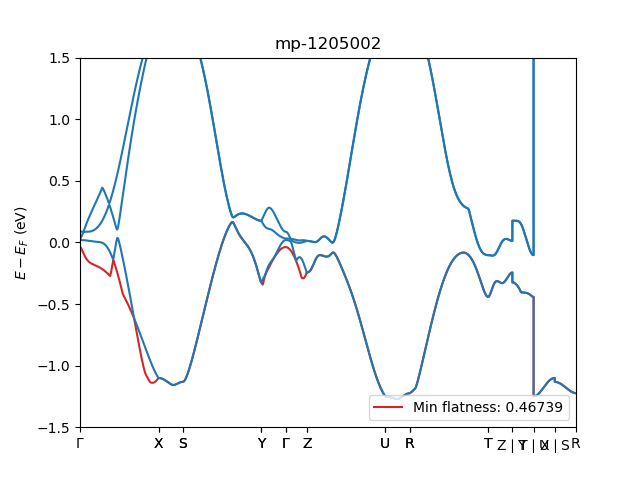 mp-1205002
E − E_F (eV)
1.5
1.0
0.5
0.0
−0.5
−1.0
−1.5
Min flatness: 0.46739
Γ X S Y Γ Z U R T Z | Y T | U X | S R